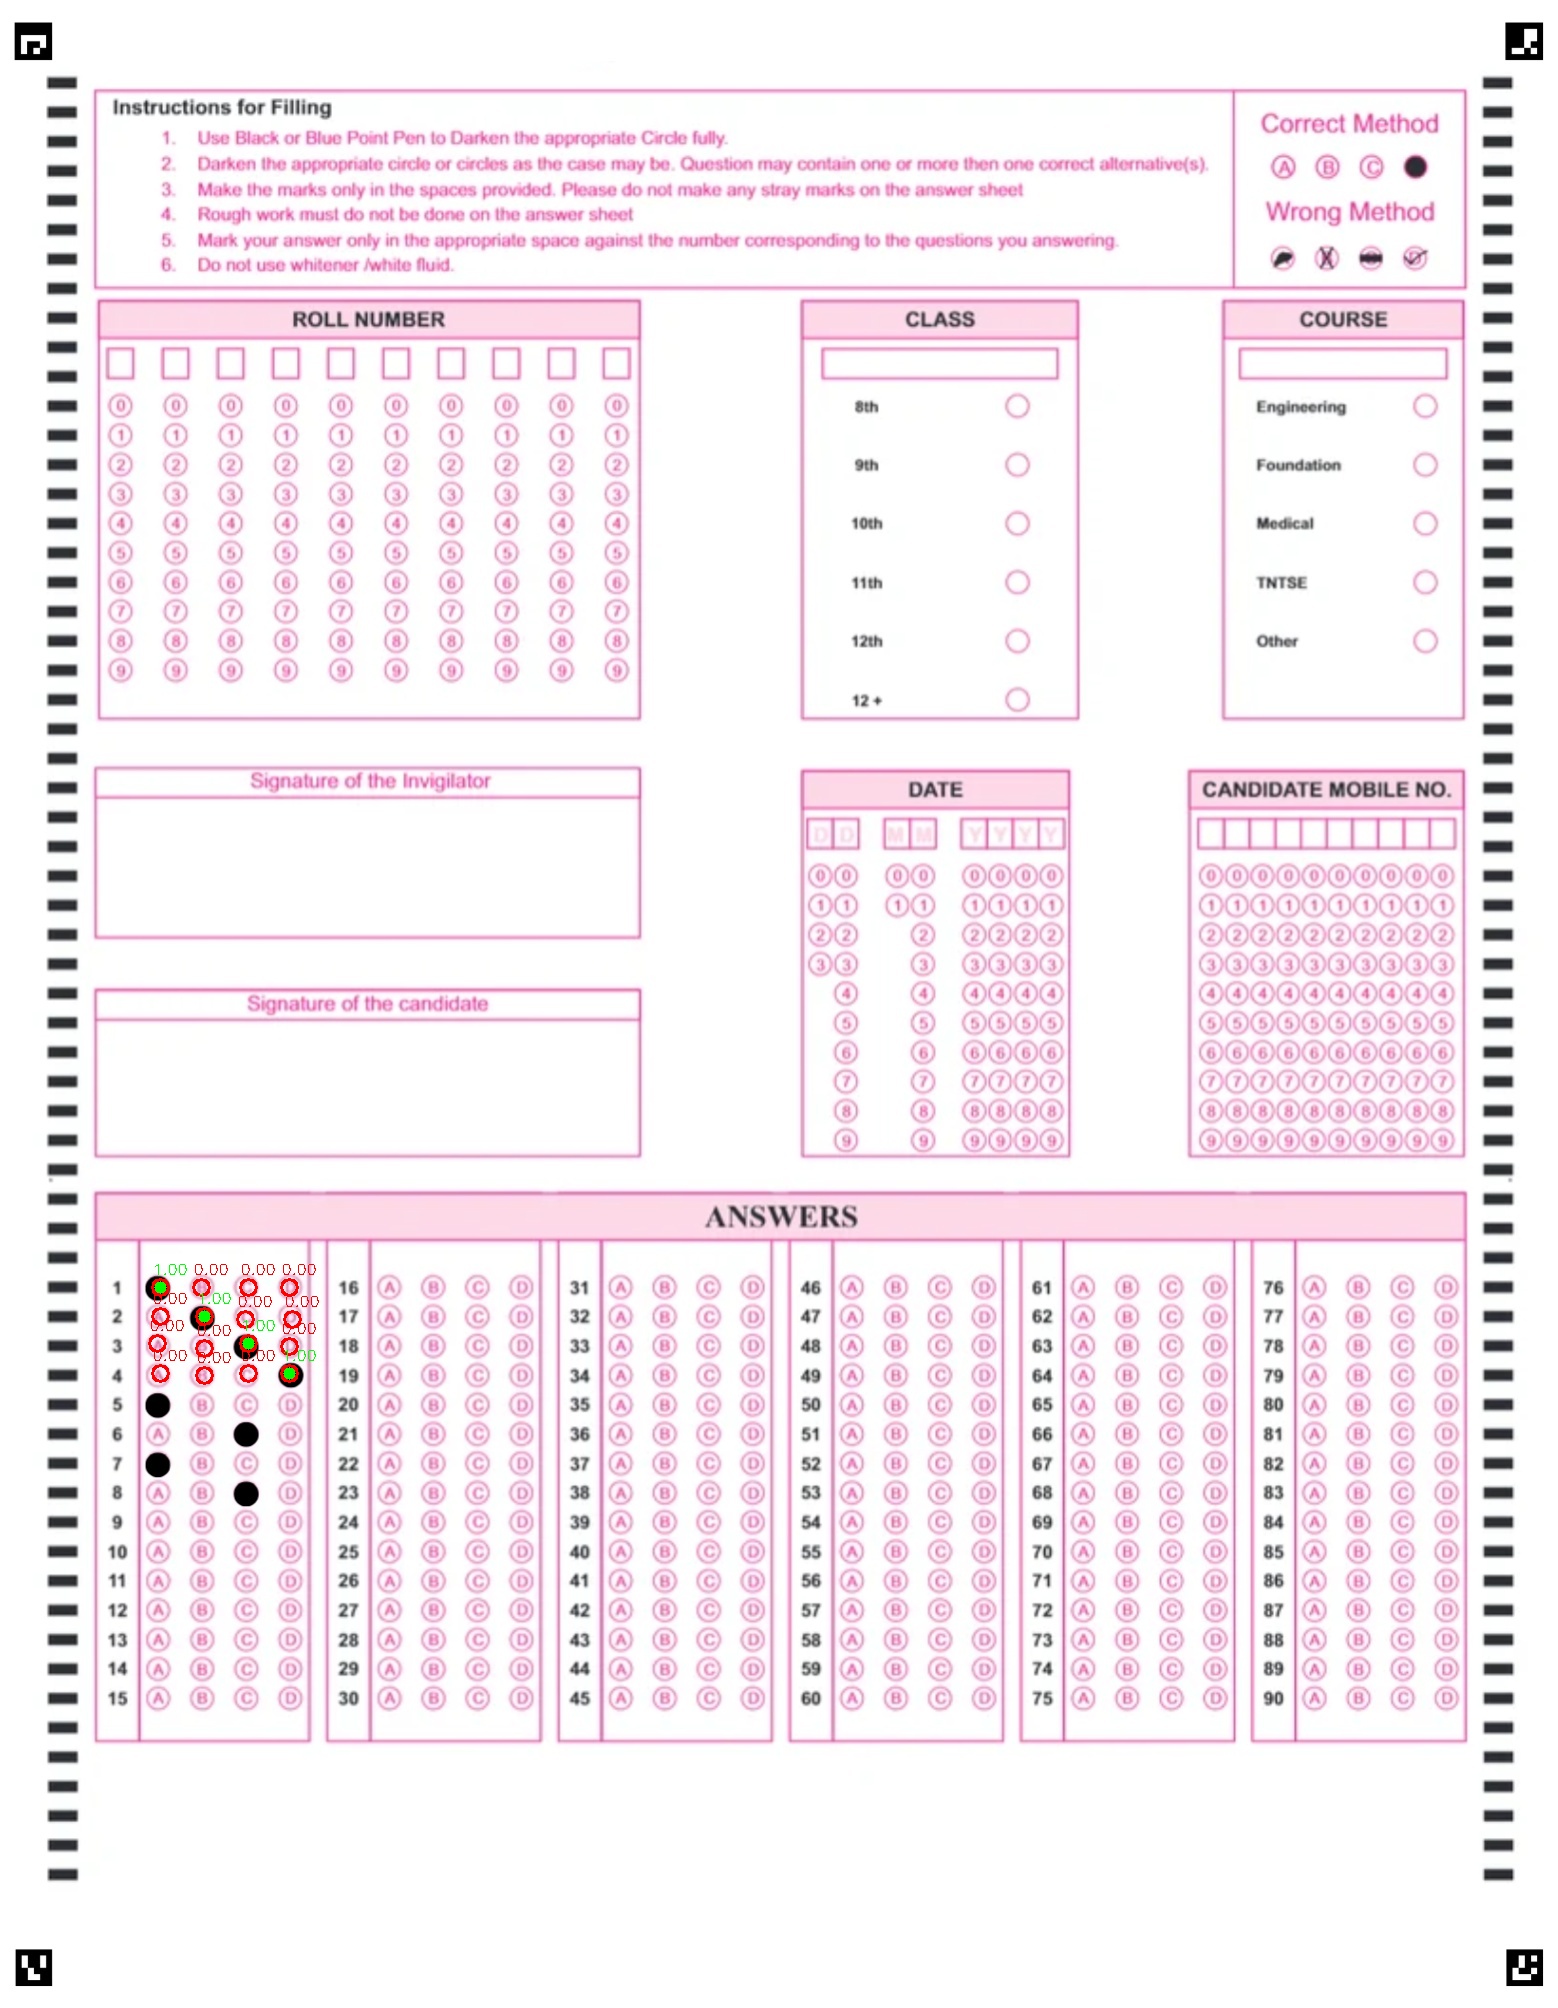 Instructions for Filling
1. Use Black or Blue Point Pen to Darken the appropriate Circle fully.
2. Darken the appropriate circle or circles as the case may be. Question may contain one or more then one correct alternative(s).
3. Make the marks only in the spaces provided. Please do not make any stray marks on the answer sheet
4. Rough work must do not be done on the answer sheet
5. Mark your answer only in the appropriate space against the number corresponding to the questions you answering.
6. Do not use whitener /white fluid.
Correct Method
A B C
Wrong Method
ROLL NUMBER
0 0 0 0 0 0 0 0 0 0
1 1 1 1 1 1 1 1 1 1
2 2 2 2 2 2 2 2 2 2
3 3 3 3 3 3 3 3 3 3
4 4 4 4 4 4 4 4 4 4
5 5 5 5 5 5 5 5 5 5
6 6 6 6 6 6 6 6 6 6
7 7 7 7 7 7 7 7 7 7
8 8 8 8 8 8 8 8 8 8
9 9 9 9 9 9 9 9 9 9
CLASS
8th
9th
10th
11th
12th
12 +
COURSE
Engineering
Foundation
Medical
TNTSE
Other
Signature of the Invigilator
Signature of the candidate
DATE
D D M M Y Y Y Y
0 0 0 0 0 0 0 0
1 1 1 1 1 1 1 1
2 2 2 2 2 2 2
3 3 3 3 3 3 3
4 4 4 4 4 4
5 5 5 5 5 5
6 6 6 6 6 6
7 7 7 7 7 7
8 8 8 8 8 8
9 9 9 9 9 9
CANDIDATE MOBILE NO.
0 0 0 0 0 0 0 0 0 0
1 1 1 1 1 1 1 1 1 1
2 2 2 2 2 2 2 2 2 2
3 3 3 3 3 3 3 3 3 3
4 4 4 4 4 4 4 4 4 4
5 5 5 5 5 5 5 5 5 5
6 6 6 6 6 6 6 6 6 6
7 7 7 7 7 7 7 7 7 7
8 8 8 8 8 8 8 8 8 8
9 9 9 9 9 9 9 9 9 9
ANSWERS
1.00 0.00 0.00 0.00
1 16 A B C D 31 A B C D 46 A B C D 61 A B C D 76 A B C D
0.00 1.00 0.00 0.00
2 17 A B C D 32 A B C D 47 A B C D 62 A B C D 77 A B C D
0.00 0.00 1.00 0.00
3 18 A B C D 33 A B C D 48 A B C D 63 A B C D 78 A B C D
0.00 0.00 0.00 1.00
4 19 A B C D 34 A B C D 49 A B C D 64 A B C D 79 A B C D
5 B C D 20 A B C D 35 A B C D 50 A B C D 65 A B C D 80 A B C D
6 A B D 21 A B C D 36 A B C D 51 A B C D 66 A B C D 81 A B C D
7 B C D 22 A B C D 37 A B C D 52 A B C D 67 A B C D 82 A B C D
8 A B D 23 A B C D 38 A B C D 53 A B C D 68 A B C D 83 A B C D
9 A B C D 24 A B C D 39 A B C D 54 A B C D 69 A B C D 84 A B C D
10 A B C D 25 A B C D 40 A B C D 55 A B C D 70 A B C D 85 A B C D
11 A B C D 26 A B C D 41 A B C D 56 A B C D 71 A B C D 86 A B C D
12 A B C D 27 A B C D 42 A B C D 57 A B C D 72 A B C D 87 A B C D
13 A B C D 28 A B C D 43 A B C D 58 A B C D 73 A B C D 88 A B C D
14 A B C D 29 A B C D 44 A B C D 59 A B C D 74 A B C D 89 A B C D
15 A B C D 30 A B C D 45 A B C D 60 A B C D 75 A B C D 90 A B C D